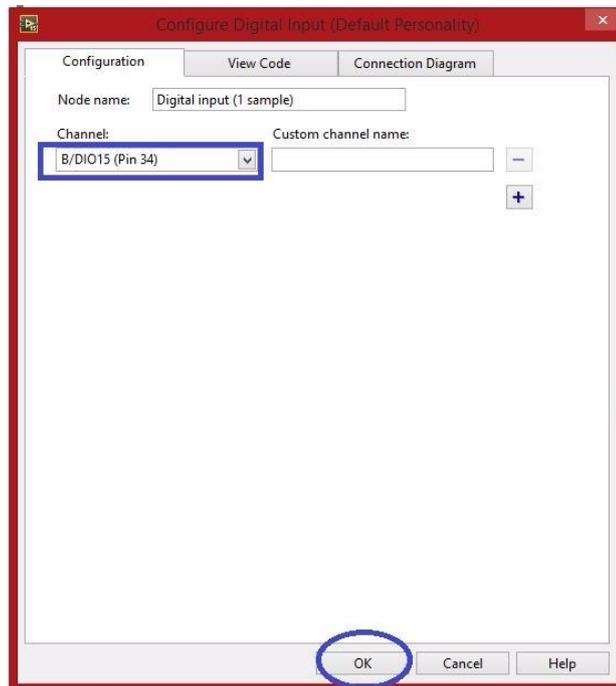 Configure Digital Input (Default Personality)
Configuration View Code Connection Diagram
Node name: Digital input (1 sample)
Channel: Custom channel name:
B/DIO15 (Pin 34)
OK Cancel Help